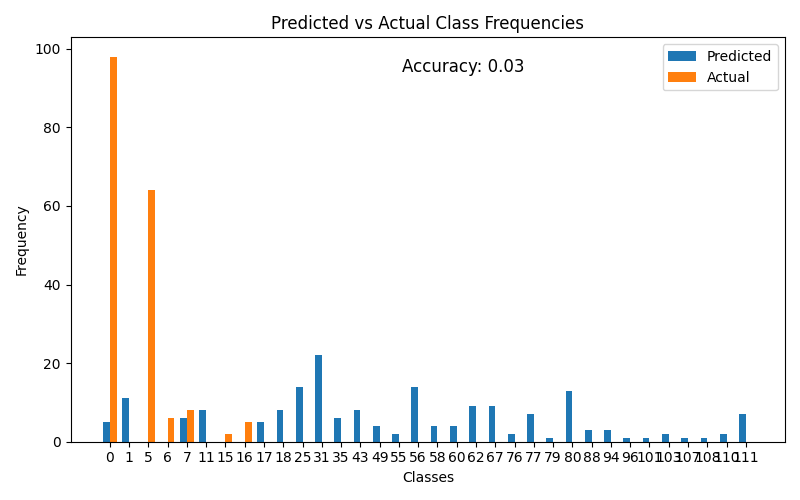 Predicted vs Actual Class Frequencies
Accuracy: 0.03
Predicted
Actual
Frequency
100
80
60
40
20
0
0 1 5 6 7 11 15 16 17 18 25 31 35 43 49 55 56 58 60 62 67 76 77 79 80 88 94 96 101 103 107 108 110 111
Classes